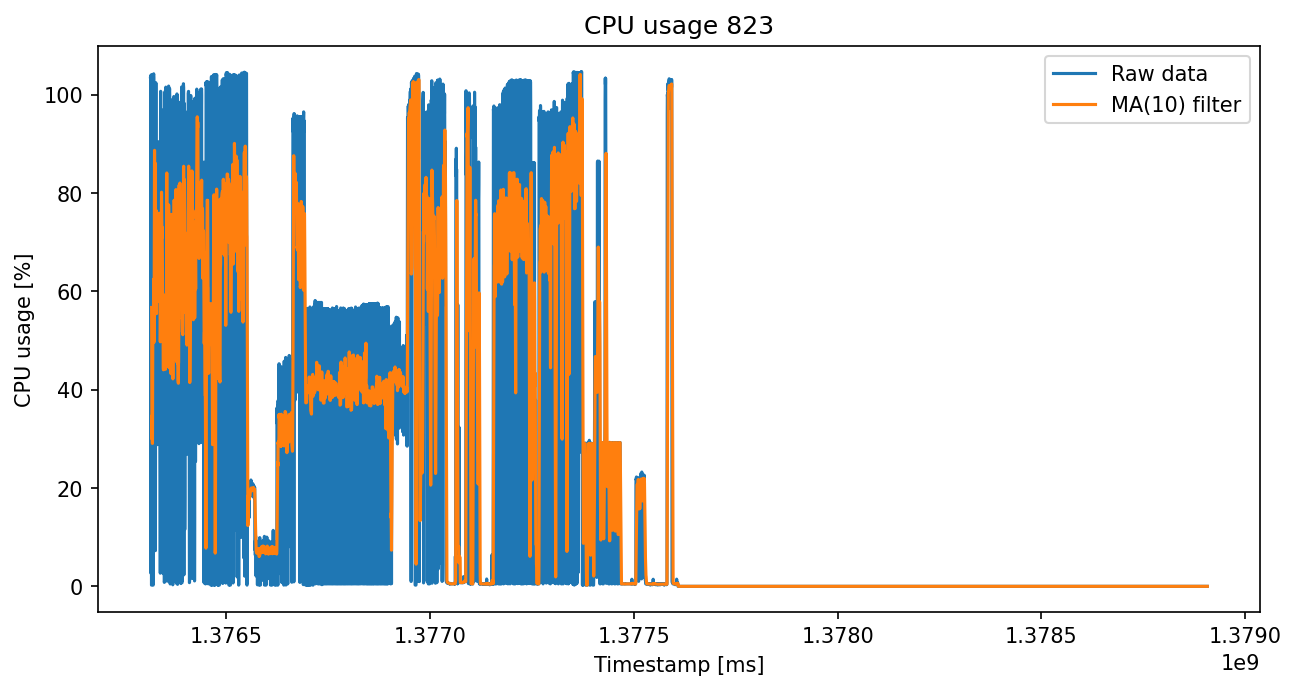 CPU usage 823
Raw data
MA(10) filter
CPU usage [%]
100
80
60
40
20
0
1.3765 1.3770 1.3775 1.3780 1.3785 1.3790
1e9
Timestamp [ms]